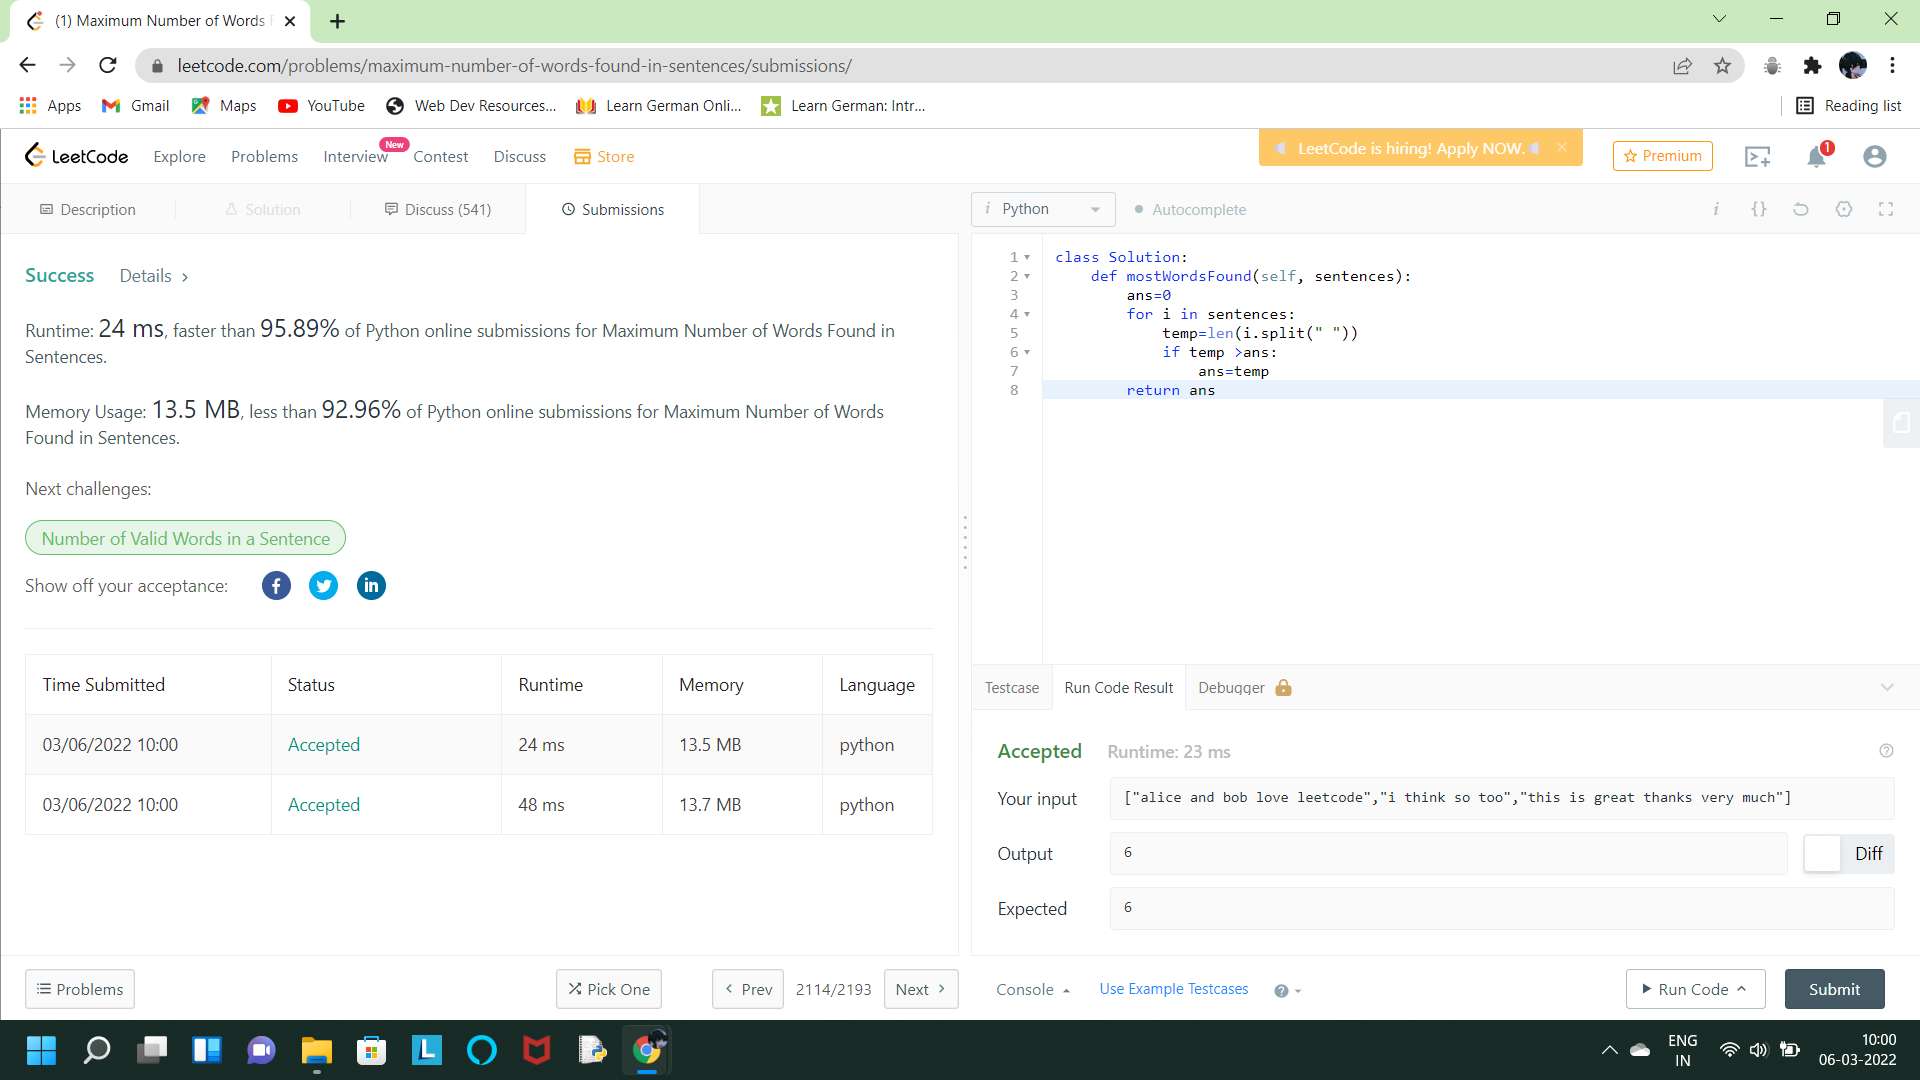 (1) Maximum Number of Words F
leetcode.com/problems/maximum-number-of-words-found-in-sentences/submissions/
Apps Gmail Maps YouTube Web Dev Resources... Learn German Onli... Learn German: Intr... Reading list
LeetCode Explore Problems Interview New Contest Discuss Store LeetCode is hiring! Apply NOW. Premium 1
Description Solution Discuss (541) Submissions
i Python Autocomplete i {}
Success Details >
Runtime: 24 ms, faster than 95.89% of Python online submissions for Maximum Number of Words Found in
Sentences.
Memory Usage: 13.5 MB, less than 92.96% of Python online submissions for Maximum Number of Words
Found in Sentences.
Next challenges:
Number of Valid Words in a Sentence
Show off your acceptance:
Time Submitted Status Runtime Memory Language
03/06/2022 10:00 Accepted 24 ms 13.5 MB python
03/06/2022 10:00 Accepted 48 ms 13.7 MB python
1 class Solution:
2 def mostWordsFound(self, sentences):
3 ans=0
4 for i in sentences:
5 temp=len(i.split(" "))
6 if temp >ans:
7 ans=temp
8 return ans
Testcase Run Code Result Debugger
Accepted Runtime: 23 ms
Your input ["alice and bob love leetcode","i think so too","this is great thanks very much"]
Output 6 Diff
Expected 6
Problems Pick One < Prev 2114/2193 Next > Console Use Example Testcases Run Code Submit
ENG
IN
10:00
06-03-2022